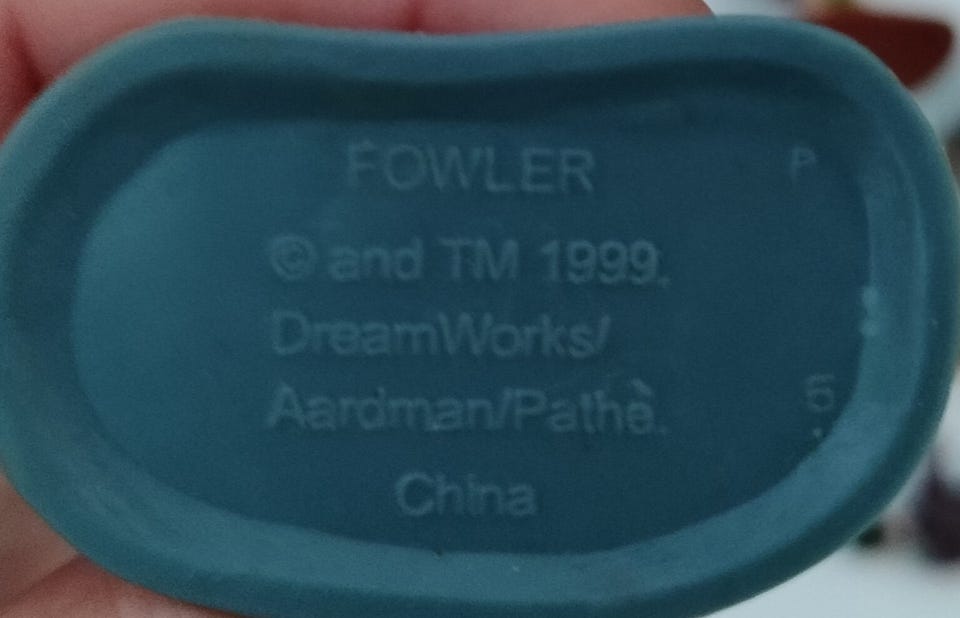 FOWLER
P
© and TM 1999.
DreamWorks/
Aardman/Pathè.
China